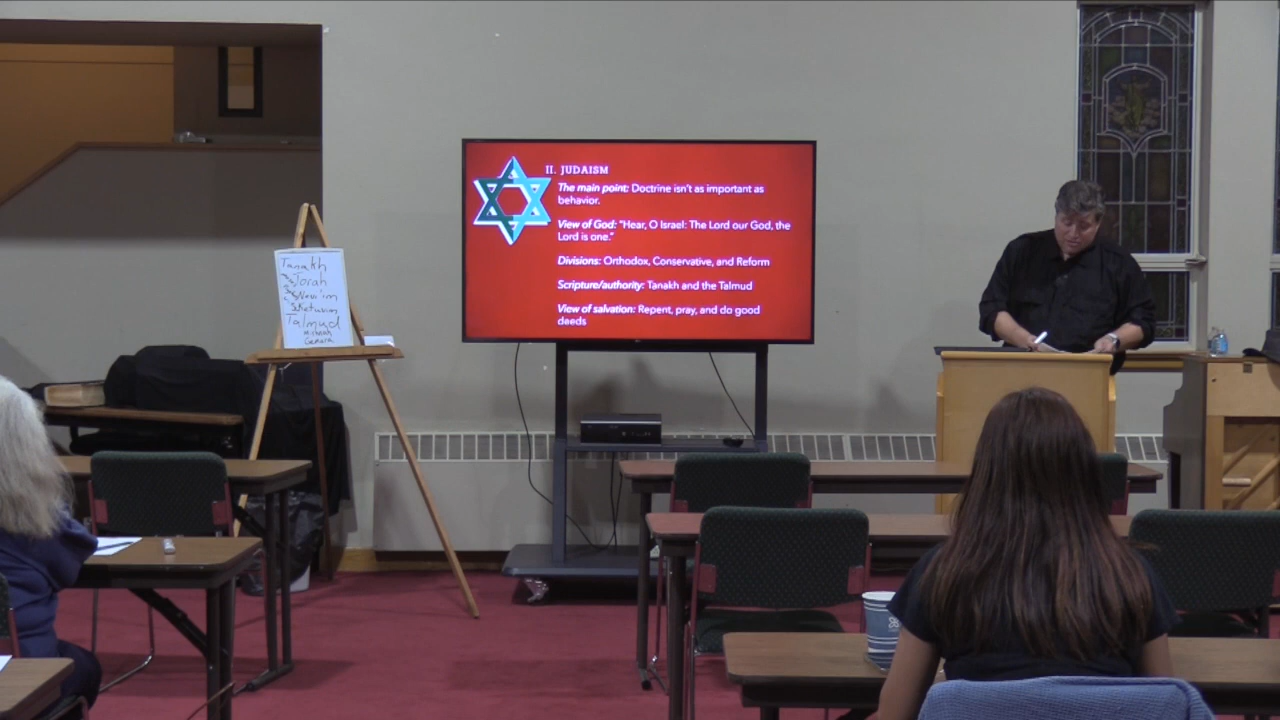 Tanakh
Torah
Nevi'im
Ketuvim
Talmud
Mishnah
Gemara
II. JUDAISM
The main point: Doctrine isn't as important as
behavior.
View of God: "Hear, O Israel: The Lord our God, the
Lord is one."
Divisions: Orthodox, Conservative, and Reform
Scripture/authority: Tanakh and the Talmud
View of salvation: Repent, pray, and do good
deeds